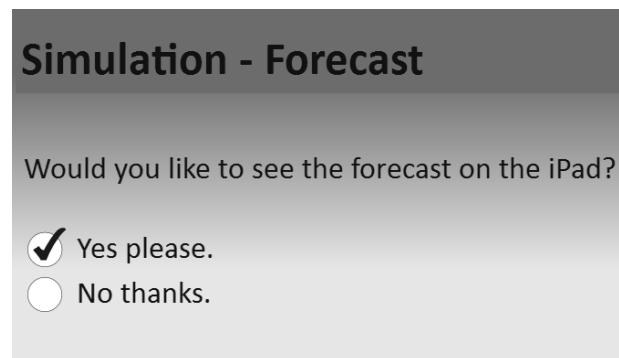 Simulation - Forecast
Would you like to see the forecast on the iPad?
Yes please.
No thanks.